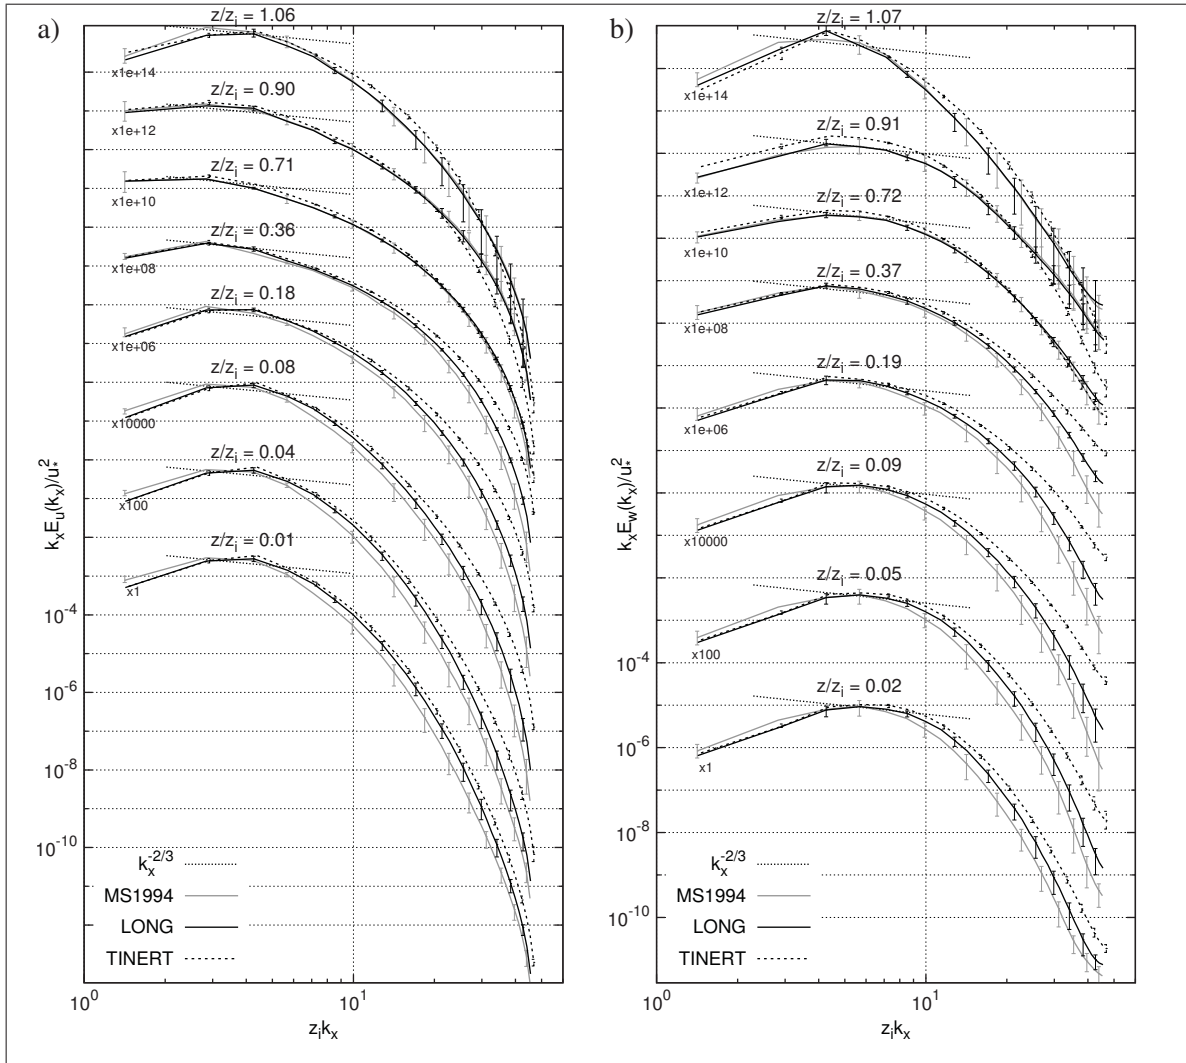 a)
z/z_i = 1.06
x1e+14
z/z_i = 0.90
x1e+12
z/z_i = 0.71
x1e+10
z/z_i = 0.36
x1e+08
z/z_i = 0.18
x1e+06
z/z_i = 0.08
x10000
z/z_i = 0.04
x100
z/z_i = 0.01
x1
k_xE_u(k_x)/u_*^2
10^-4
10^-6
10^-8
10^-10
k_x^-2/3
MS1994
LONG
TINERT
10^0
10^1
z_ik_x
b)
z/z_i = 1.07
x1e+14
z/z_i = 0.91
x1e+12
z/z_i = 0.72
x1e+10
z/z_i = 0.37
x1e+08
z/z_i = 0.19
x1e+06
z/z_i = 0.09
x10000
z/z_i = 0.05
x100
z/z_i = 0.02
x1
k_xE_w(k_x)/u_*^2
10^-4
10^-6
10^-8
10^-10
k_x^-2/3
MS1994
LONG
TINERT
10^0
10^1
z_ik_x